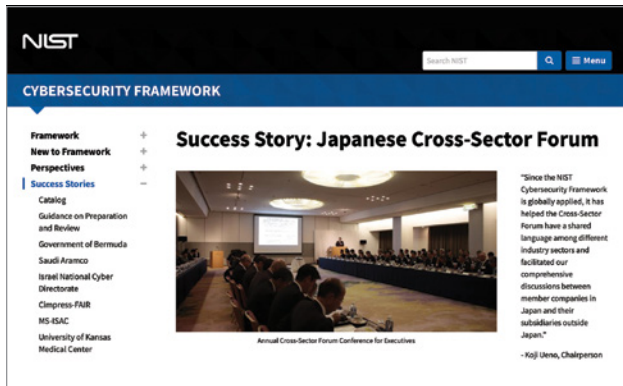 NIST
Search NIST
Menu
CYBERSECURITY FRAMEWORK
Framework
New to Framework
Perspectives
Success Stories
Catalog
Guidance on Preparation
and Review
Government of Bermuda
Saudi Aramco
Israel National Cyber
Directorate
Cimpress-FAIR
MS-ISAC
University of Kansas
Medical Center
Success Story: Japanese Cross-Sector Forum
Annual Cross-Sector Forum Conference for Executives
"Since the NIST
Cybersecurity Framework
is globally applied, it has
helped the Cross-Sector
Forum have a shared
language among different
industry sectors and
facilitated our
comprehensive
discussions between
member companies in
Japan and their
subsidiaries outside
Japan."
- Koji Ueno, Chairperson